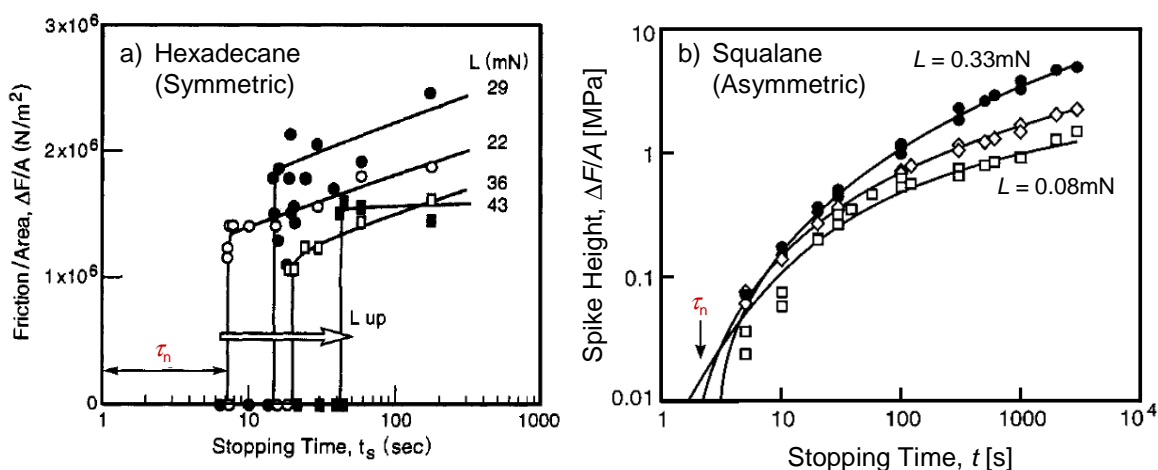 a) Hexadecane
(Symmetric)
L (mN)
29
22
36
43
L up
τn
3x10⁶
2x10⁶
1x10⁶
0
Friction/Area, ΔF/A (N/m²)
1
10
100
1000
Stopping Time, ts (sec)
b) Squalane
(Asymmetric)
L = 0.33mN
L = 0.08mN
τn
10
1
0.1
0.01
Spike Height, ΔF/A [MPa]
1
10
100
1000
10⁴
Stopping Time, t [s]